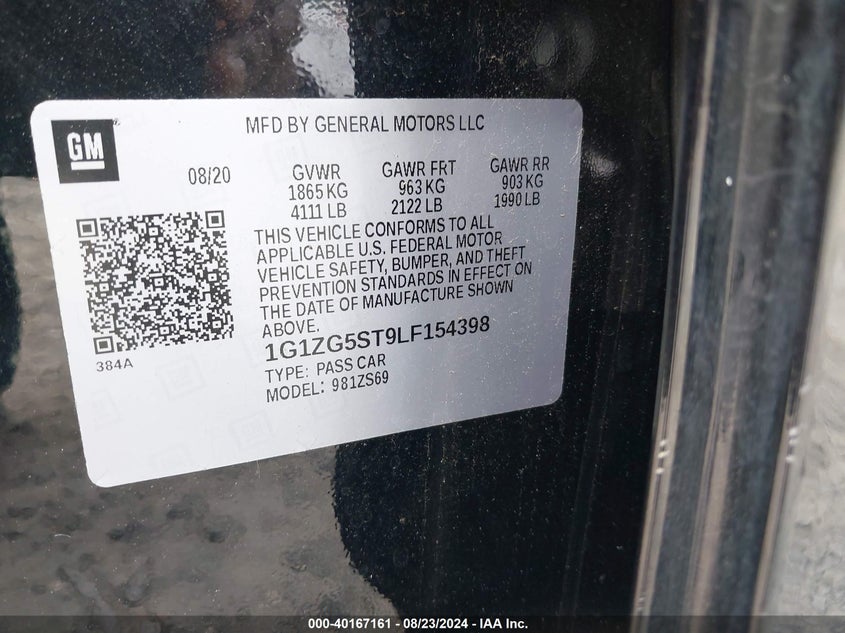 GM
MFD BY GENERAL MOTORS LLC
08/20 GVWR GAWR FRT GAWR RR
1865 KG 963 KG 903 KG
4111 LB 2122 LB 1990 LB
THIS VEHICLE CONFORMS TO ALL
APPLICABLE U.S. FEDERAL MOTOR
VEHICLE SAFETY, BUMPER, AND THEFT
PREVENTION STANDARDS IN EFFECT ON
THE DATE OF MANUFACTURE SHOWN
ABOVE.
1G1ZG5ST9LF154398
384A
TYPE: PASS CAR
MODEL: 981ZS69
000-40167161 - 08/23/2024 - IAA Inc.